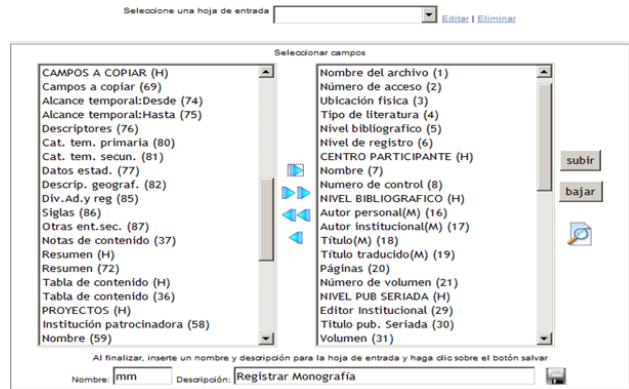 Seleccione una hoja de entrada
Editar | Eliminar
Seleccionar campos
CAMPOS A COPIAR (H)
Campos a copiar (69)
Alcance temporal:Desde (74)
Alcance temporal:Hasta (75)
Descriptores (76)
Cat. tem. primaria (80)
Cat. tem. secun. (81)
Datos estad. (77)
Descrip. geograf. (82)
Div.Ad.y reg (85)
Siglas (86)
Otras ent.sec. (87)
Notas de contenido (37)
Resumen (H)
Resumen (72)
Tabla de contenido (H)
Tabla de contenido (36)
PROYECTOS (H)
Institución patrocinadora (58)
Nombre (59)
Nombre del archivo (1)
Número de acceso (2)
Ubicación fisica (3)
Tipo de literatura (4)
Nivel bibliografico (5)
Nivel de registro (6)
CENTRO PARTICIPANTE (H)
Nombre (7)
Numero de control (8)
NIVEL BIBLIOGRAFICO (H)
Autor personal(M) (16)
Autor institucional(M) (17)
Título(M) (18)
Título traducido(M) (19)
Páginas (20)
Número de volumen (21)
NIVEL PUB SERIADA (H)
Editor Institucional (29)
Titulo pub. Seriada (30)
Volumen (31)
subir
bajar
Al finalizar, inserte un nombre y descripción para la hoja de entrada y haga clic sobre el botón salvar
Nombre: mm Descripción: Registrar Monografía